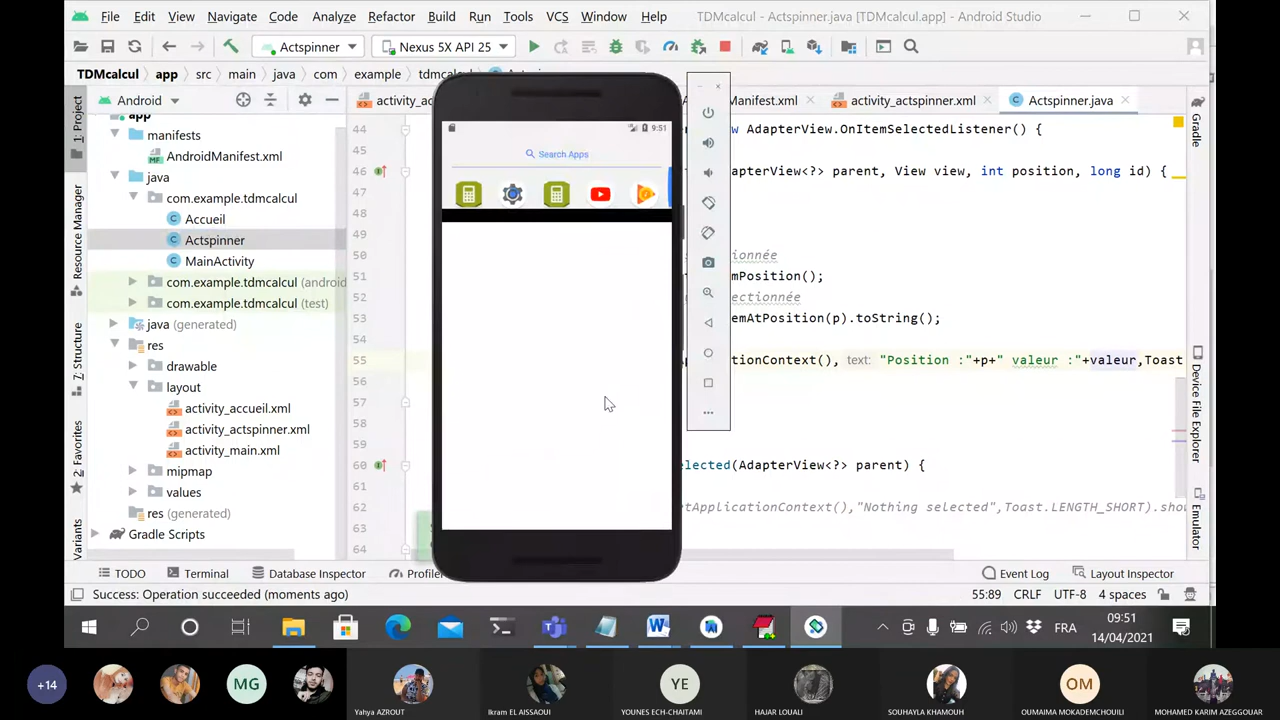 File Edit View Navigate Code Analyze Refactor Build Run Tools VCS Window Help TDMcalcul - Actspinner.java [TDMcalcul.app] - Android Studio
Actspinner Nexus 5X API 25
TDMcalcul app src main java com example tdmcalcul
Android activity_ac Manifest.xml activity_actspinner.xml Actspinner.java
1: Project
Resource Manager
7: Structure
2: Favorites
Variants
app
manifests
AndroidManifest.xml
java
com.example.tdmcalcul
Accueil
Actspinner
MainActivity
com.example.tdmcalcul (android
com.example.tdmcalcul (test)
java (generated)
res
drawable
layout
activity_accueil.xml
activity_actspinner.xml
activity_main.xml
mipmap
values
res (generated)
Gradle Scripts
44
45
46
47
48
49
50
51
52
53
54
55
56
57
58
59
60
61
62
63
64
9:51
Search Apps
w AdapterView.OnItemSelectedListener() {
dapterView<?> parent, View view, int position, long id) {
ionnée
mPosition();
ectionnée
emAtPosition(p).toString();
tionContext(), text: "Position :"+p+" valeur :"+valeur,Toast
elected(AdapterView<?> parent) {
etApplicationContext(),"Nothing selected",Toast.LENGTH_SHORT).show
Gradle
Device File Explorer
Emulator
TODO Terminal Database Inspector Profiler Event Log Layout Inspector
Success: Operation succeeded (moments ago) 55:89 CRLF UTF-8 4 spaces
FRA
09:51
14/04/2021
+14 MG YE OM
Yahya AZROUT Ikram EL AISSAOUI YOUNES ECH-CHAITAMI HAJAR LOUALI SOUHAYLA KHAMOUH OUMAIMA MOKADEMCHOUILI MOHAMED KARIM AZEGGOUAR